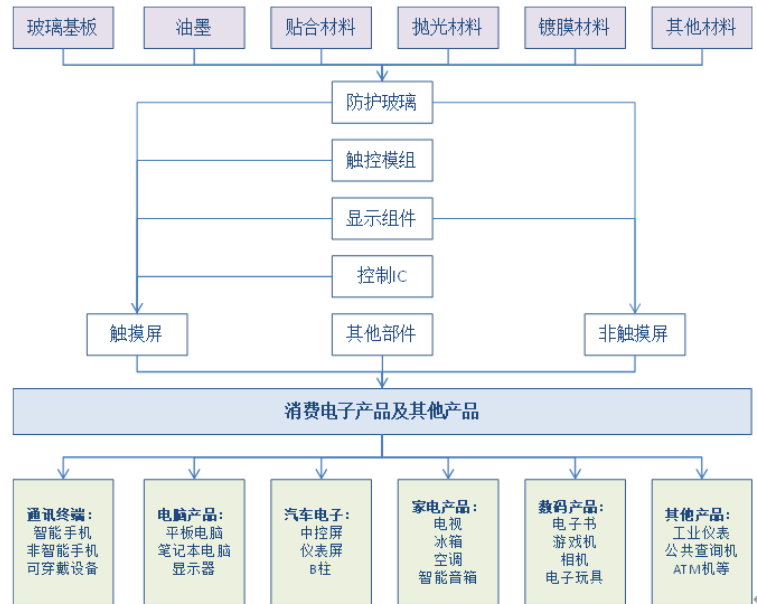 玻璃基板 油墨 贴合材料 抛光材料 镀膜材料 其他材料
防护玻璃
触控模组
显示组件
控制IC
触摸屏 其他部件 非触摸屏
消费电子产品及其他产品
通讯终端：
智能手机
非智能手机
可穿戴设备
电脑产品：
平板电脑
笔记本电脑
显示器
汽车电子：
中控屏
仪表屏
B柱
家电产品：
电视
冰箱
空调
智能音箱
数码产品：
电子书
游戏机
相机
电子玩具
其他产品：
工业仪表
公共查询机
ATM机等